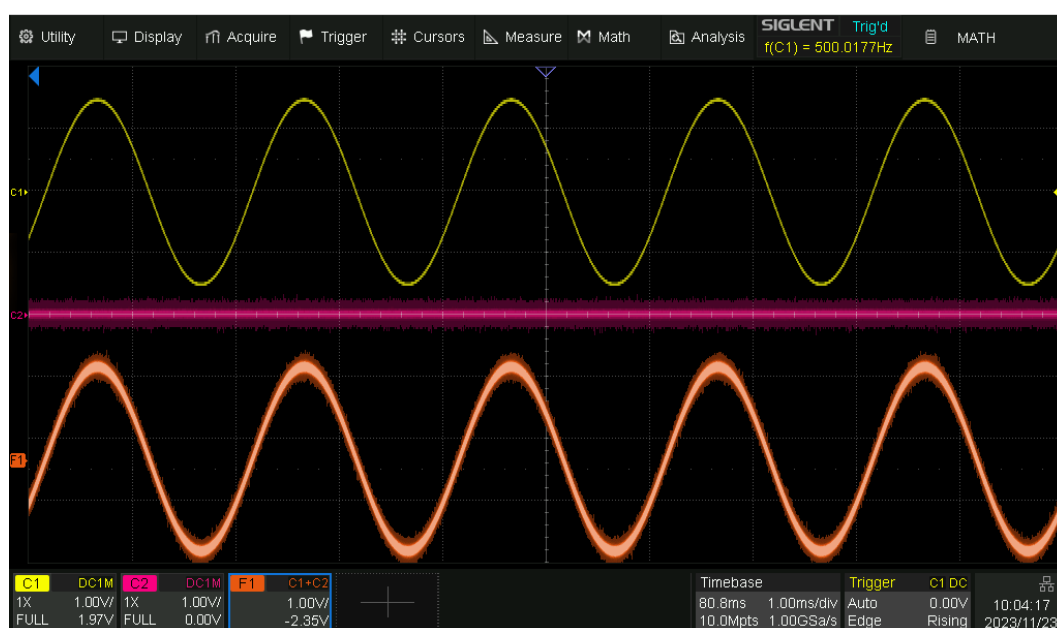 Utility Display Acquire Trigger Cursors Measure Math Analysis SIGLENT Trig'd MATH
f(C1) = 500.0177Hz
C1
C2
F1
C1 DC1M C2 DC1M F1 C1+C2 Timebase Trigger C1 DC
1X 1.00V/ 1X 1.00V/ 1.00V/ 80.8ms 1.00ms/div Auto 0.00V 10:04:17
FULL 1.97V FULL 0.00V -2.35V 10.0Mpts 1.00GSa/s Edge Rising 2023/11/23